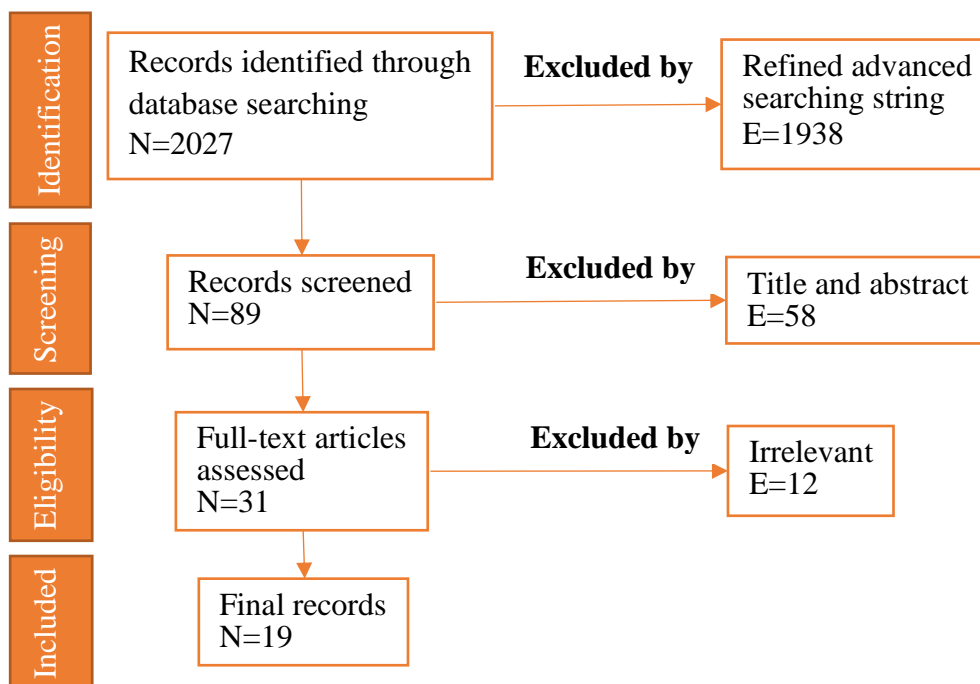 Identification
Records identified through
database searching
N=2027
Excluded by
Refined advanced
searching string
E=1938
Screening
Records screened
N=89
Excluded by
Title and abstract
E=58
Eligibility
Full-text articles
assessed
N=31
Excluded by
Irrelevant
E=12
Included
Final records
N=19